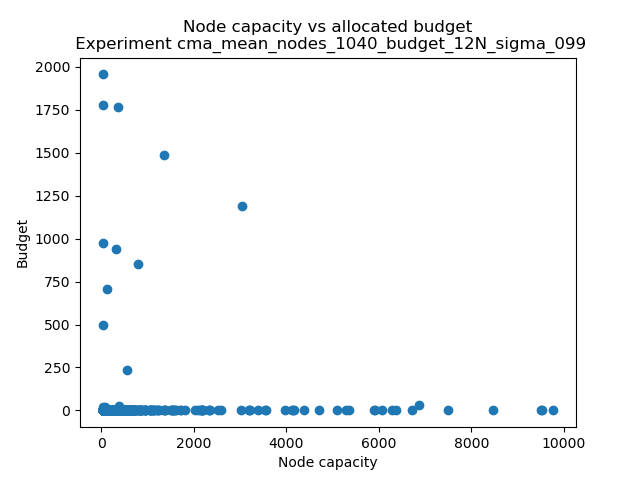 Node capacity vs allocated budget
Experiment cma_mean_nodes_1040_budget_12N_sigma_099
2000
1750
1500
1250
1000
750
500
250
0
Budget
0 2000 4000 6000 8000 10000
Node capacity